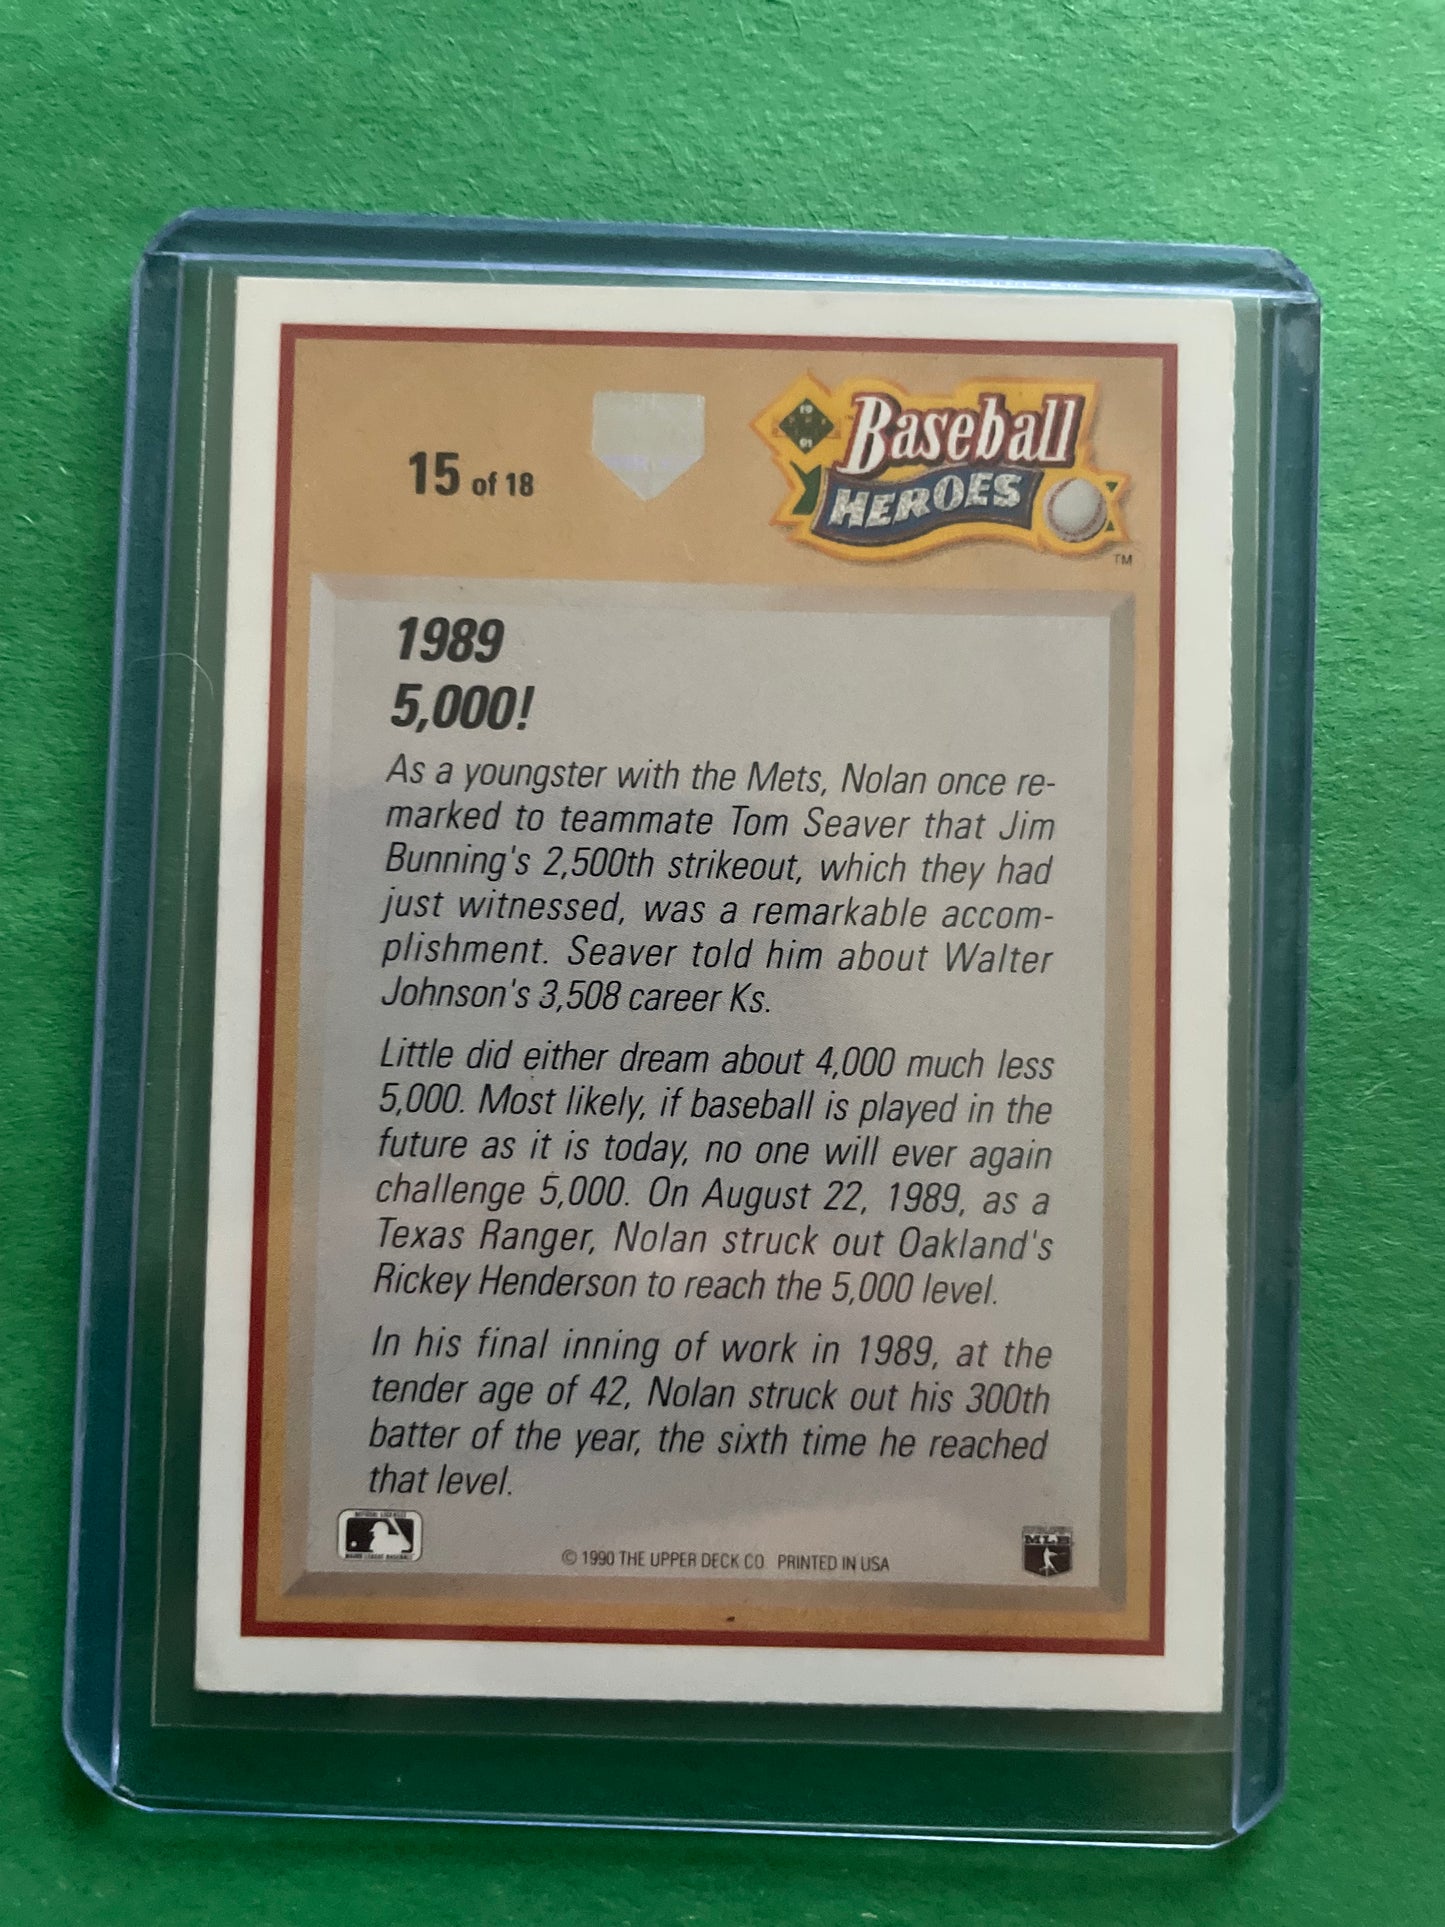 15 of 18
Baseball
HEROES
TM
1989
5,000!
As a youngster with the Mets, Nolan once re-
marked to teammate Tom Seaver that Jim
Bunning's 2,500th strikeout, which they had
just witnessed, was a remarkable accom-
plishment. Seaver told him about Walter
Johnson's 3,508 career Ks.
Little did either dream about 4,000 much less
5,000. Most likely, if baseball is played in the
future as it is today, no one will ever again
challenge 5,000. On August 22, 1989, as a
Texas Ranger, Nolan struck out Oakland's
Rickey Henderson to reach the 5,000 level.
In his final inning of work in 1989, at the
tender age of 42, Nolan struck out his 300th
batter of the year, the sixth time he reached
that level.
© 1990 THE UPPER DECK CO. PRINTED IN USA
MLB